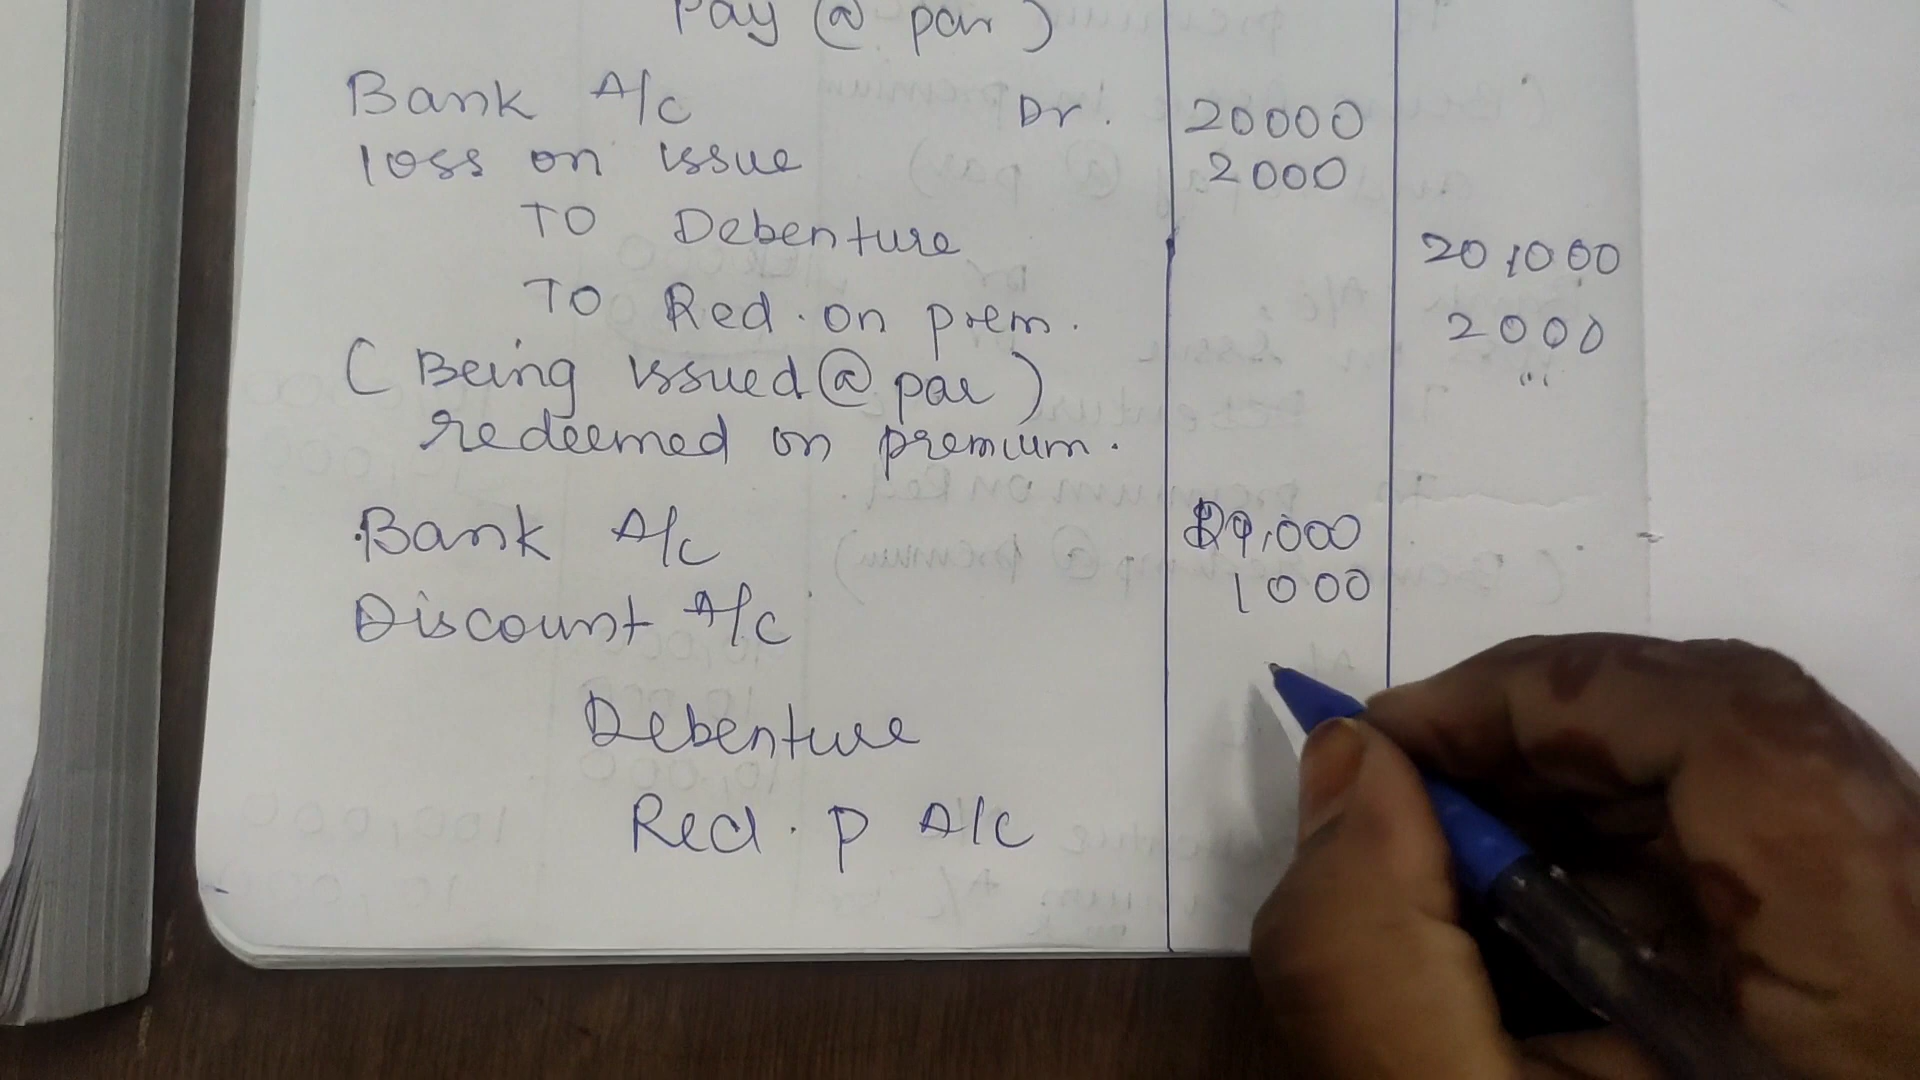 Pay @ par)
Bank A/c Dr. 20000
loss on issue 2000
To Debenture 20,000
To Red. on prem. 2000
(Being issued @ par)
redeemed on premium.
Bank A/c 19,000
Discount A/c 1000
Debenture
Red. P A/c